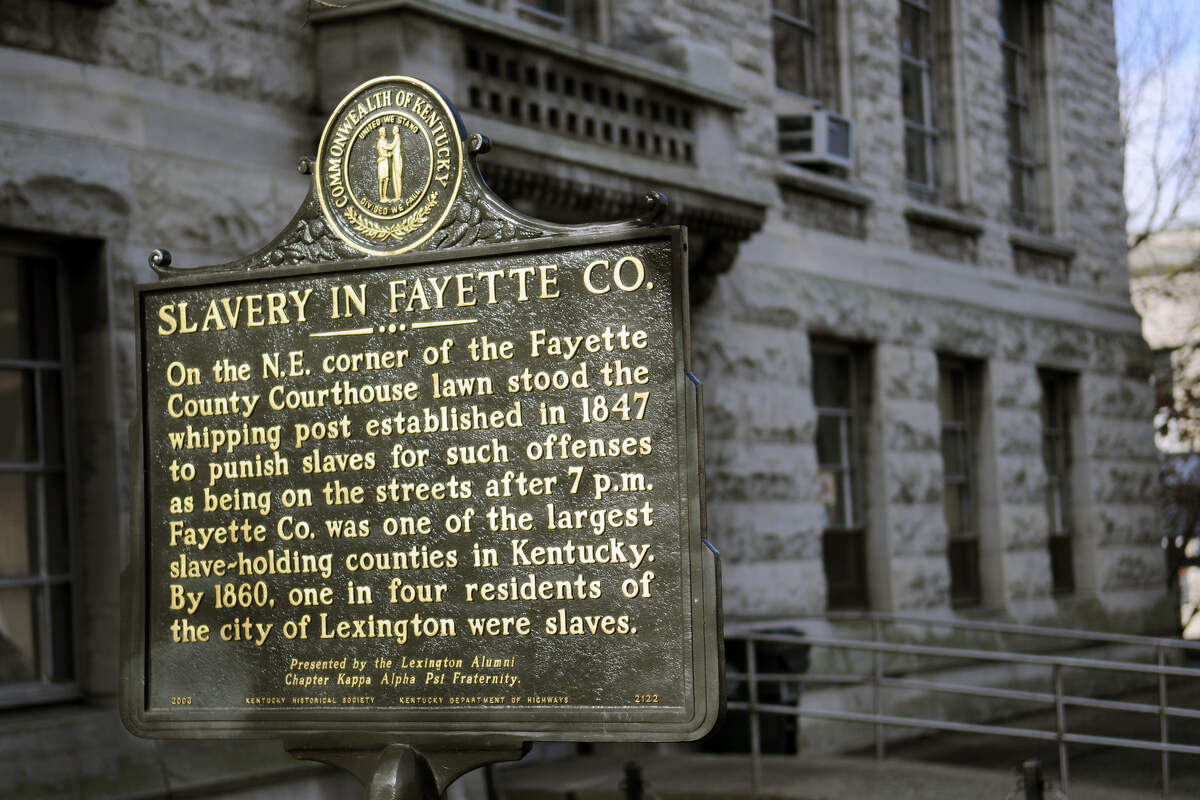 COMMONWEALTH OF KENTUCKY
UNITED WE STAND
DIVIDED WE FALL
SLAVERY IN FAYETTE CO.
On the N.E. corner of the Fayette
County Courthouse lawn stood the
whipping post established in 1847
to punish slaves for such offenses
as being on the streets after 7 p.m.
Fayette Co. was one of the largest
slave-holding counties in Kentucky.
By 1860, one in four residents of
the city of Lexington were slaves.
Presented by the Lexington Alumni
Chapter Kappa Alpha Psi Fraternity.
2003 KENTUCKY HISTORICAL SOCIETY KENTUCKY DEPARTMENT OF HIGHWAYS 2122